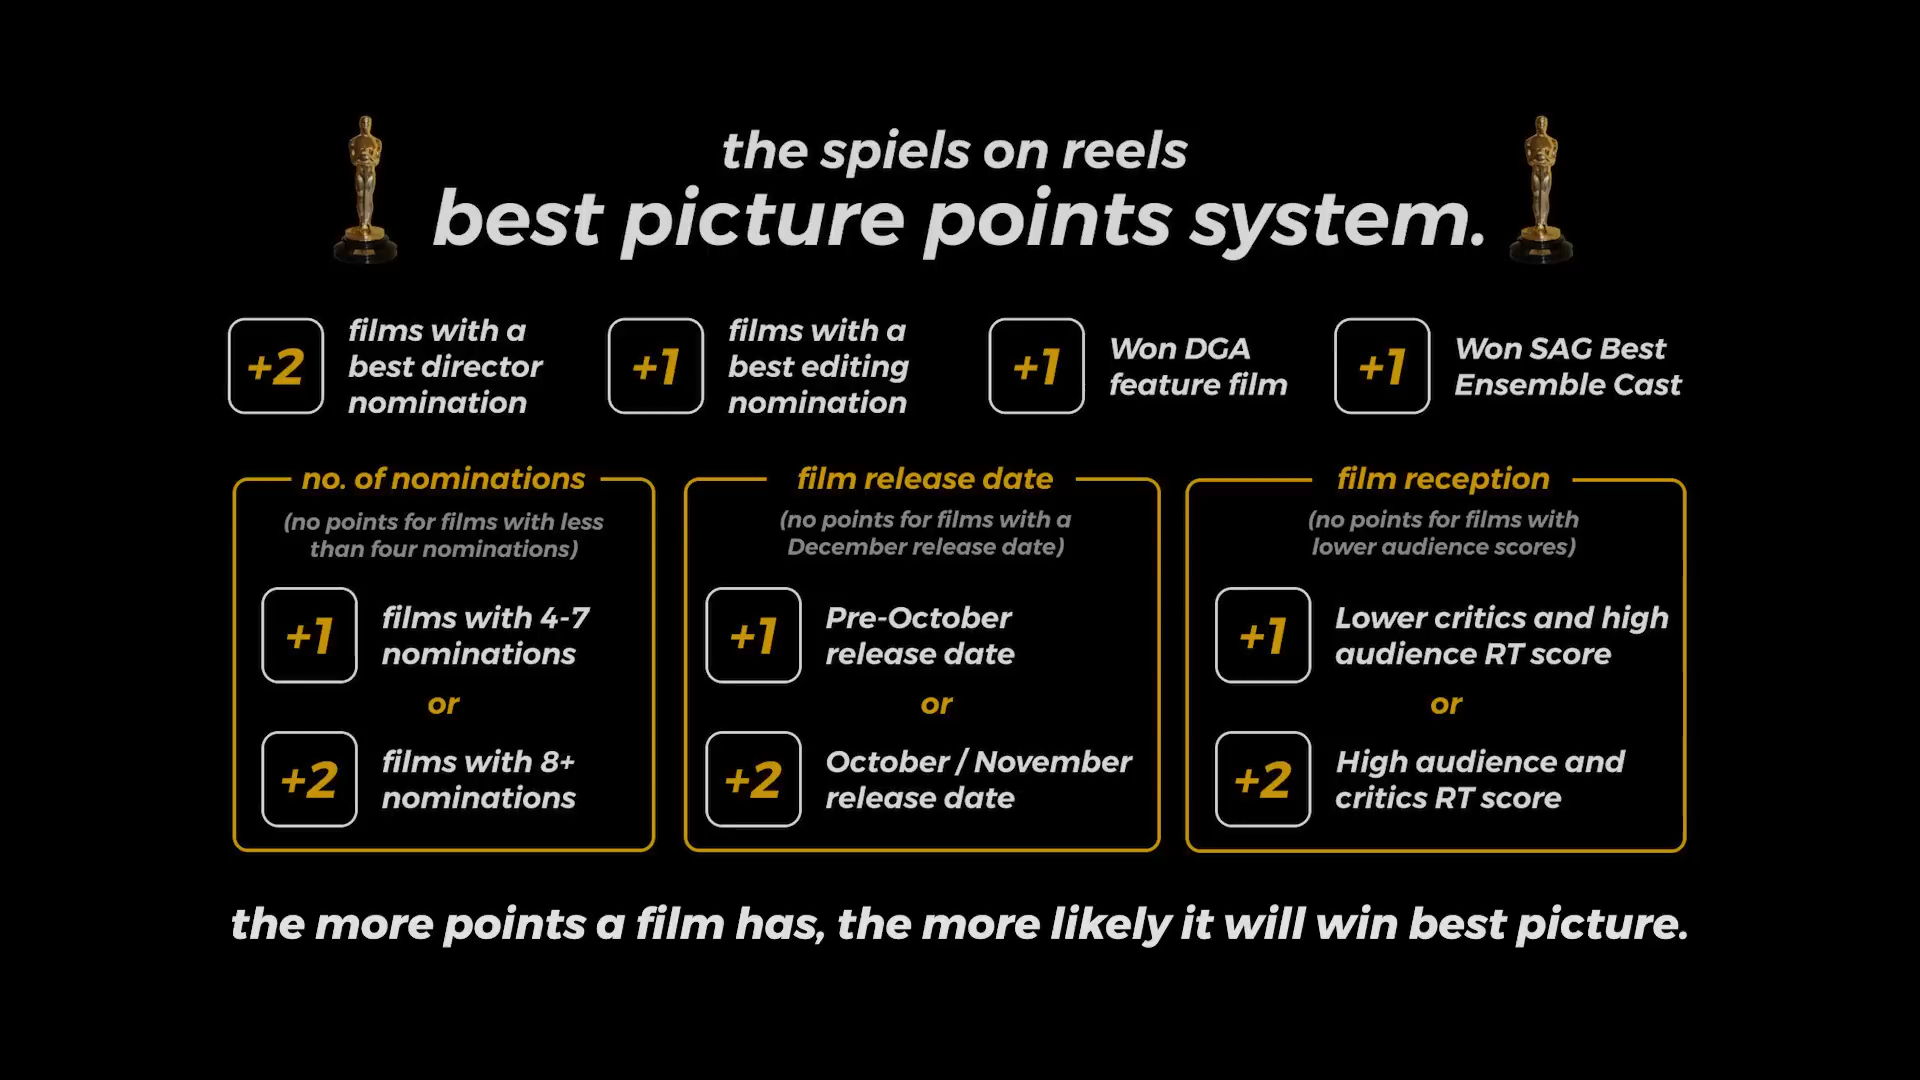 the spiels on reels
best picture points system.
+2
films with a
best director
nomination
+1
films with a
best editing
nomination
+1
Won DGA
feature film
+1
Won SAG Best
Ensemble Cast
no. of nominations
(no points for films with less
than four nominations)
+1
films with 4-7
nominations
or
+2
films with 8+
nominations
film release date
(no points for films with a
December release date)
+1
Pre-October
release date
or
+2
October / November
release date
film reception
(no points for films with
lower audience scores)
+1
Lower critics and high
audience RT score
or
+2
High audience and
critics RT score
the more points a film has, the more likely it will win best picture.